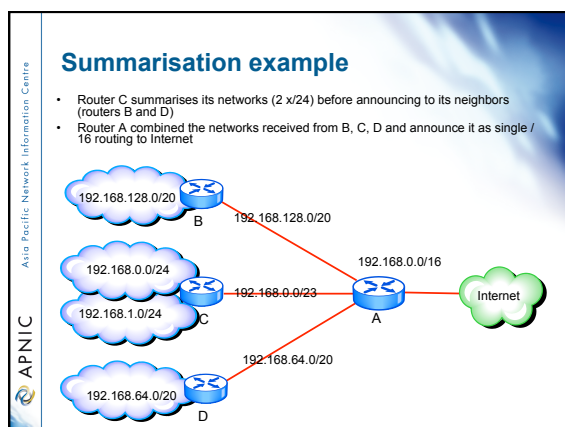 Summarisation example
• Router C summarises its networks (2 x/24) before announcing to its neighbors
(routers B and D)
• Router A combined the networks received from B, C, D and announce it as single /
16 routing to Internet
192.168.128.0/20
B
192.168.128.0/20
192.168.0.0/16
192.168.0.0/24
192.168.0.0/23
Internet
192.168.1.0/24
C
A
192.168.64.0/20
192.168.64.0/20
D
Asia Pacific Network Information Centre
APNIC